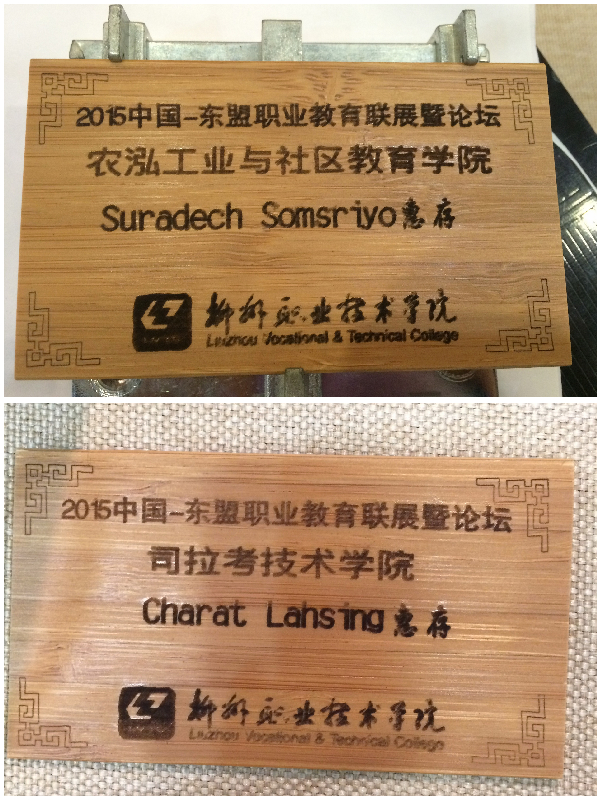 2015中国-东盟职业教育联展暨论坛
农泓工业与社区教育学院
Suradech Somsriyo惠存
柳州职业技术学院
Liuzhou Vocational & Technical College
2015中国-东盟职业教育联展暨论坛
司拉考技术学院
Charat Lahsing惠存
柳州职业技术学院
Liuzhou Vocational & Technical College